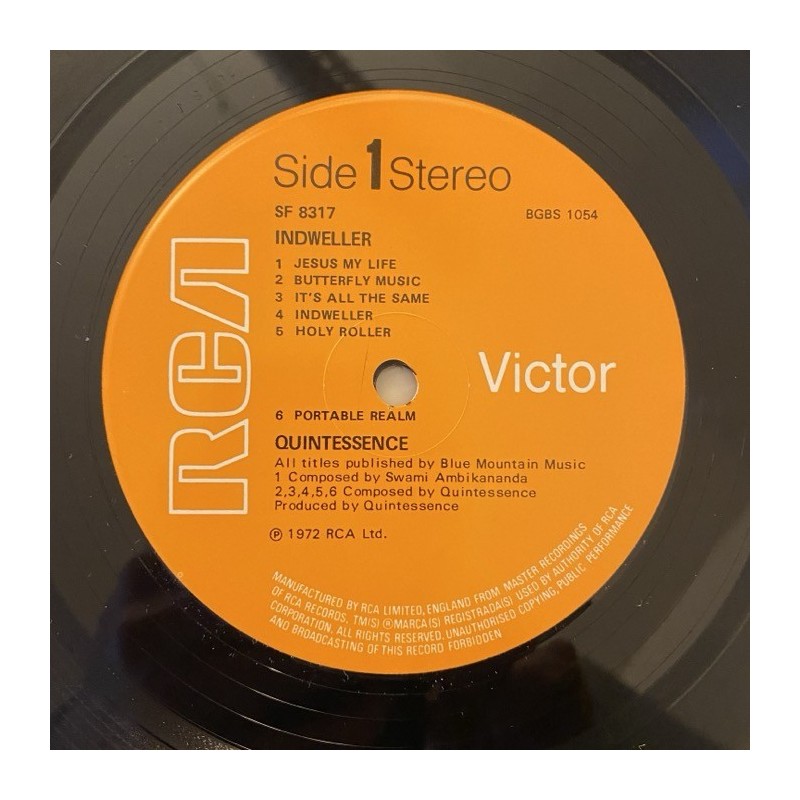 Side 1 Stereo
SF 8317 BGBS 1054
INDWELLER
1 JESUS MY LIFE
2 BUTTERFLY MUSIC
3 IT'S ALL THE SAME
4 INDWELLER
5 HOLY ROLLER
RCA
Victor
6 PORTABLE REALM
QUINTESSENCE
All titles published by Blue Mountain Music
1 Composed by Swami Ambikananda
2,3,4,5,6 Composed by Quintessence
Produced by Quintessence
℗ 1972 RCA Ltd.
MANUFACTURED BY RCA LIMITED, ENGLAND FROM MASTER RECORDINGS
OF RCA RECORDS, TM(S) ® MARCA(S) REGISTRADA(S) USED BY AUTHORITY OF RCA
CORPORATION, ALL RIGHTS RESERVED. UNAUTHORISED COPYING, PUBLIC PERFORMANCE
AND BROADCASTING OF THIS RECORD FORBIDDEN